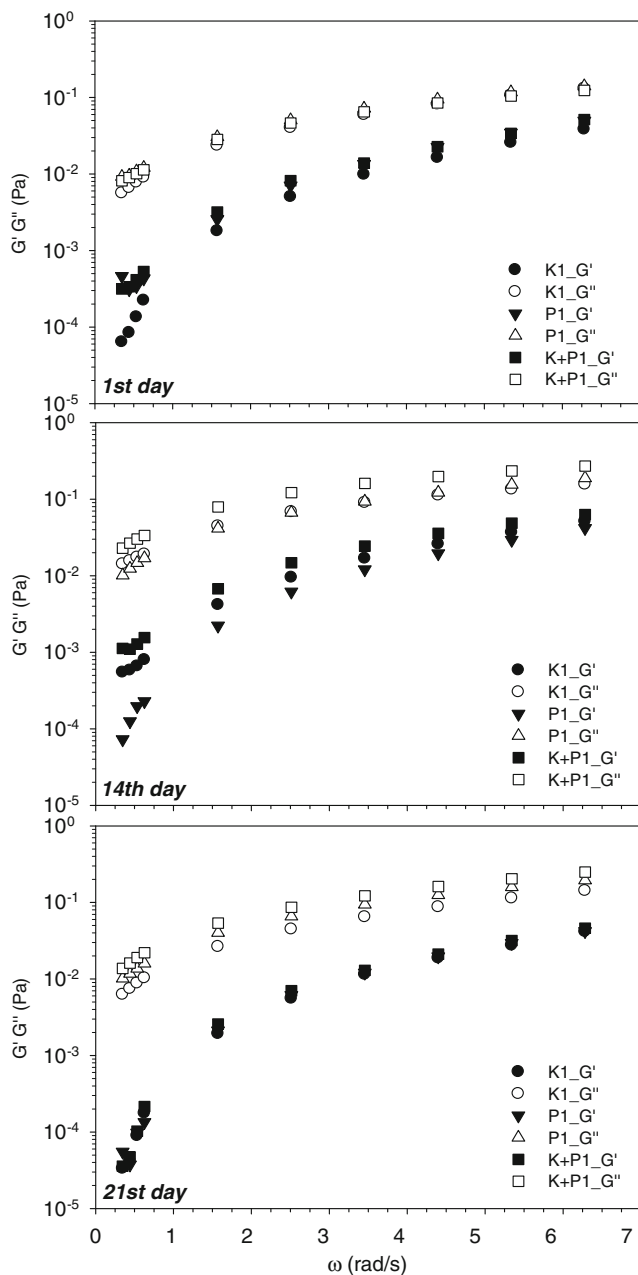 10^0
10^-1
10^-2
10^-3
10^-4
10^-5
G' G'' (Pa)
K1_G'
K1_G''
P1_G'
P1_G''
K+P1_G'
K+P1_G''
1st day
10^0
10^-1
10^-2
10^-3
10^-4
10^-5
G' G'' (Pa)
K1_G'
K1_G''
P1_G'
P1_G''
K+P1_G'
K+P1_G''
14th day
10^0
10^-1
10^-2
10^-3
10^-4
10^-5
G' G'' (Pa)
K1_G'
K1_G''
P1_G'
P1_G''
K+P1_G'
K+P1_G''
21st day
0 1 2 3 4 5 6 7
ω (rad/s)